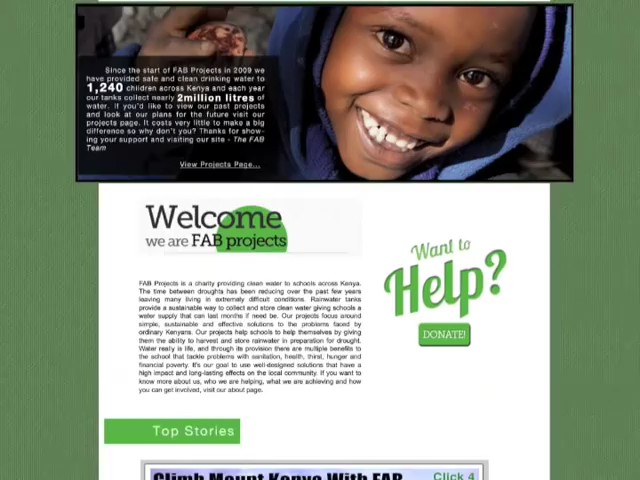 Since the start of FAB Projects in 2009 we
have provided safe and clean drinking water to
1,240 children across Kenya and each year
our tanks collect nearly 2million litres of
water. If you'd like to view our past projects
and look at our plans for the future visit our
projects page. It costs very little to make a big
difference so why don't you? Thanks for show-
ing your support and visiting our site - The FAB
Team
View Projects Page...
Welcome
we are FAB projects
Want to
Help?
DONATE!
FAB Projects is a charity providing clean water to schools across Kenya.
The time between droughts has been reducing over the past few years
leaving many living in extremely difficult conditions. Rainwater tanks
provide a sustainable way to collect and store clean water giving schools a
water supply that can last months if need be. Our projects focus around
simple, sustainable and effective solutions to the problems faced by
ordinary Kenyans. Our projects help schools to help themselves by giving
them the ability to harvest and store rainwater in preparation for drought.
Water really is life, and through its provision there are multiple benefits to
the school that tackle problems with sanitation, health, thirst, hunger and
financial poverty. It's our goal to use well-designed solutions that have a
high impact and long-lasting effects on the local community. If you want to
know more about us, who we are helping, what we are achieving and how
you can get involved, visit our about page.
Top Stories
Climb Mount Kenya With FAB
Click 4